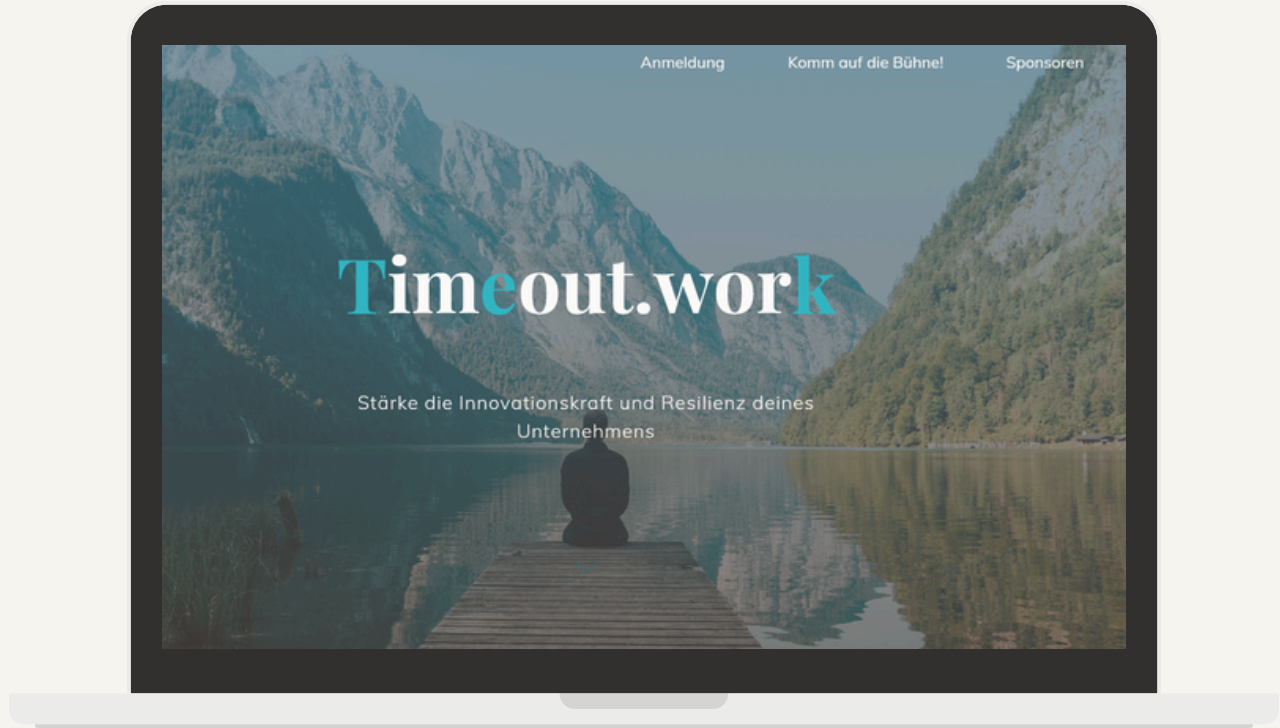 Anmeldung Komm auf die Bühne! Sponsoren
Timeout.work
Stärke die Innovationskraft und Resilienz deines
Unternehmens